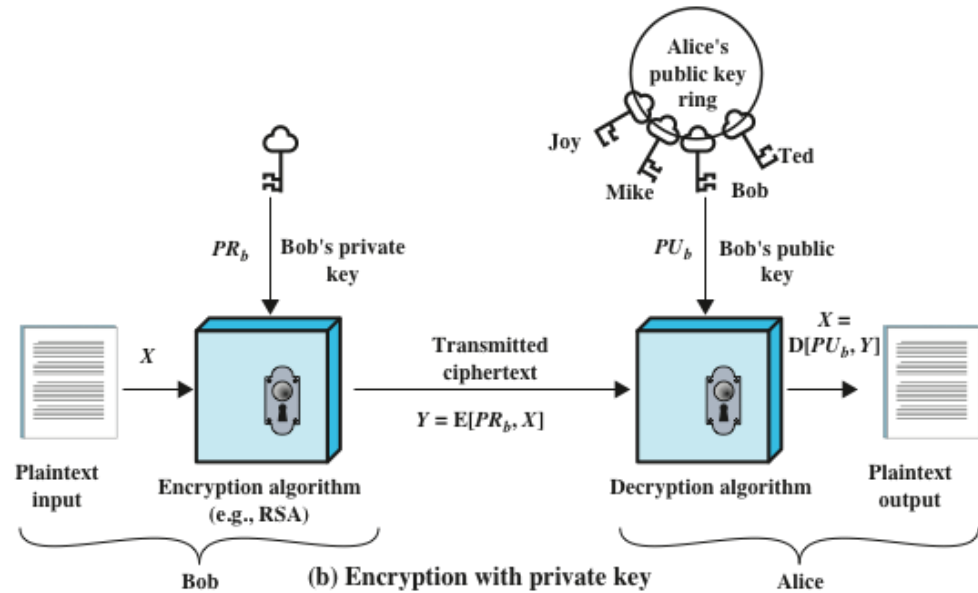 Alice's
public key
ring
Joy
Ted
Mike
Bob
PR_b
Bob's private
key
PU_b
Bob's public
key
X
Transmitted
ciphertext
Y = E[PR_b, X]
X =
D[PU_b, Y]
Plaintext
input
Encryption algorithm
(e.g., RSA)
Decryption algorithm
Plaintext
output
Bob
(b) Encryption with private key
Alice